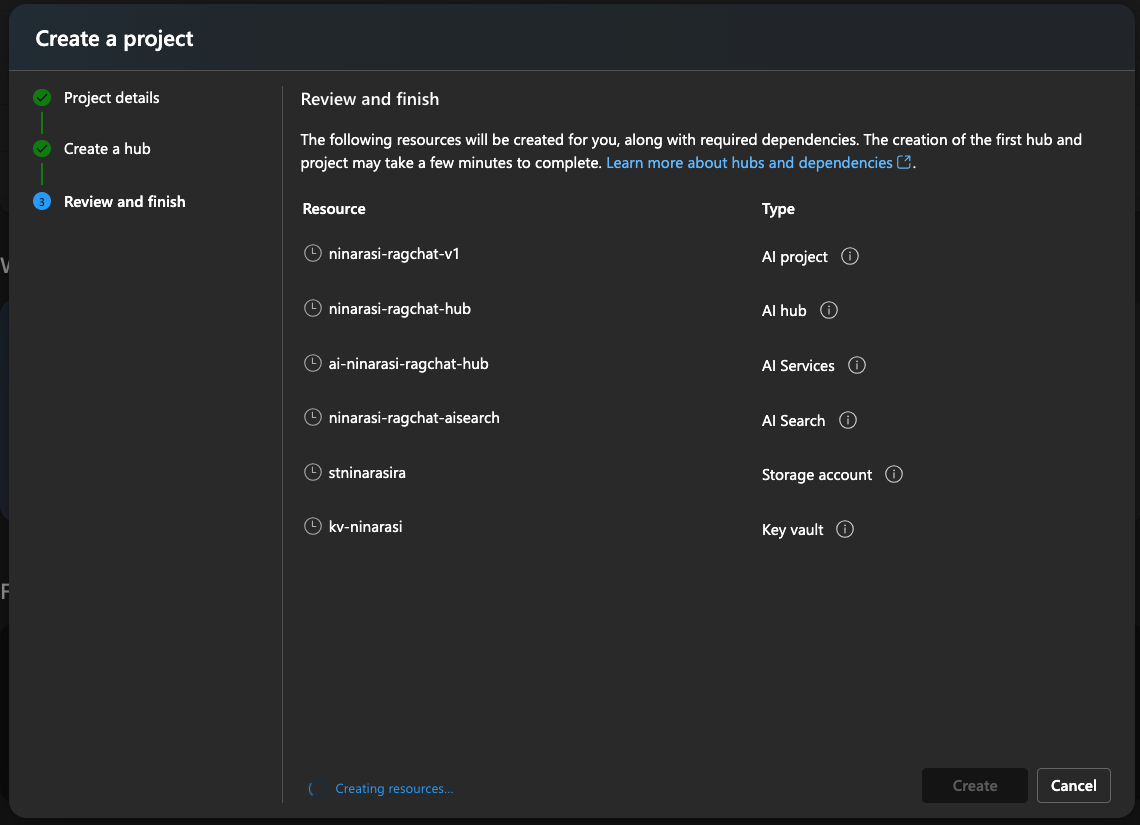 Create a project
Project details
Create a hub
3 Review and finish
Review and finish
The following resources will be created for you, along with required dependencies. The creation of the first hub and
project may take a few minutes to complete. Learn more about hubs and dependencies.
Resource Type
ninarasi-ragchat-v1 AI project
ninarasi-ragchat-hub AI hub
ai-ninarasi-ragchat-hub AI Services
ninarasi-ragchat-aisearch AI Search
stninarasira Storage account
kv-ninarasi Key vault
Creating resources...
Create Cancel